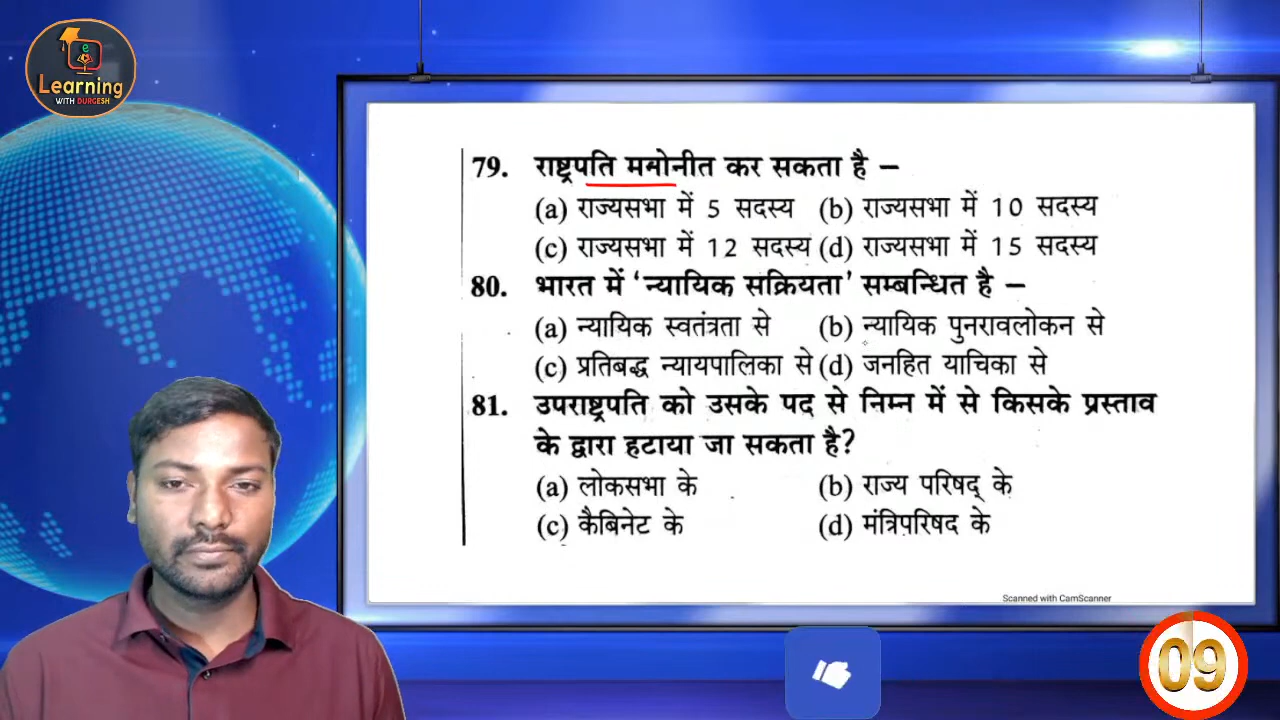 e
Learning
WITH DURGESH
79. राष्ट्रपति मनोनीत कर सकता है –
(a) राज्यसभा में 5 सदस्य (b) राज्यसभा में 10 सदस्य
(c) राज्यसभा में 12 सदस्य (d) राज्यसभा में 15 सदस्य
80. भारत में ‘न्यायिक सक्रियता’ सम्बन्धित है –
(a) न्यायिक स्वतंत्रता से (b) न्यायिक पुनरावलोकन से
(c) प्रतिबद्ध न्यायपालिका से (d) जनहित याचिका से
81. उपराष्ट्रपति को उसके पद से निम्न में से किसके प्रस्ताव
के द्वारा हटाया जा सकता है?
(a) लोकसभा के (b) राज्य परिषद् के
(c) कैबिनेट के (d) मंत्रिपरिषद के
Scanned with CamScanner
09